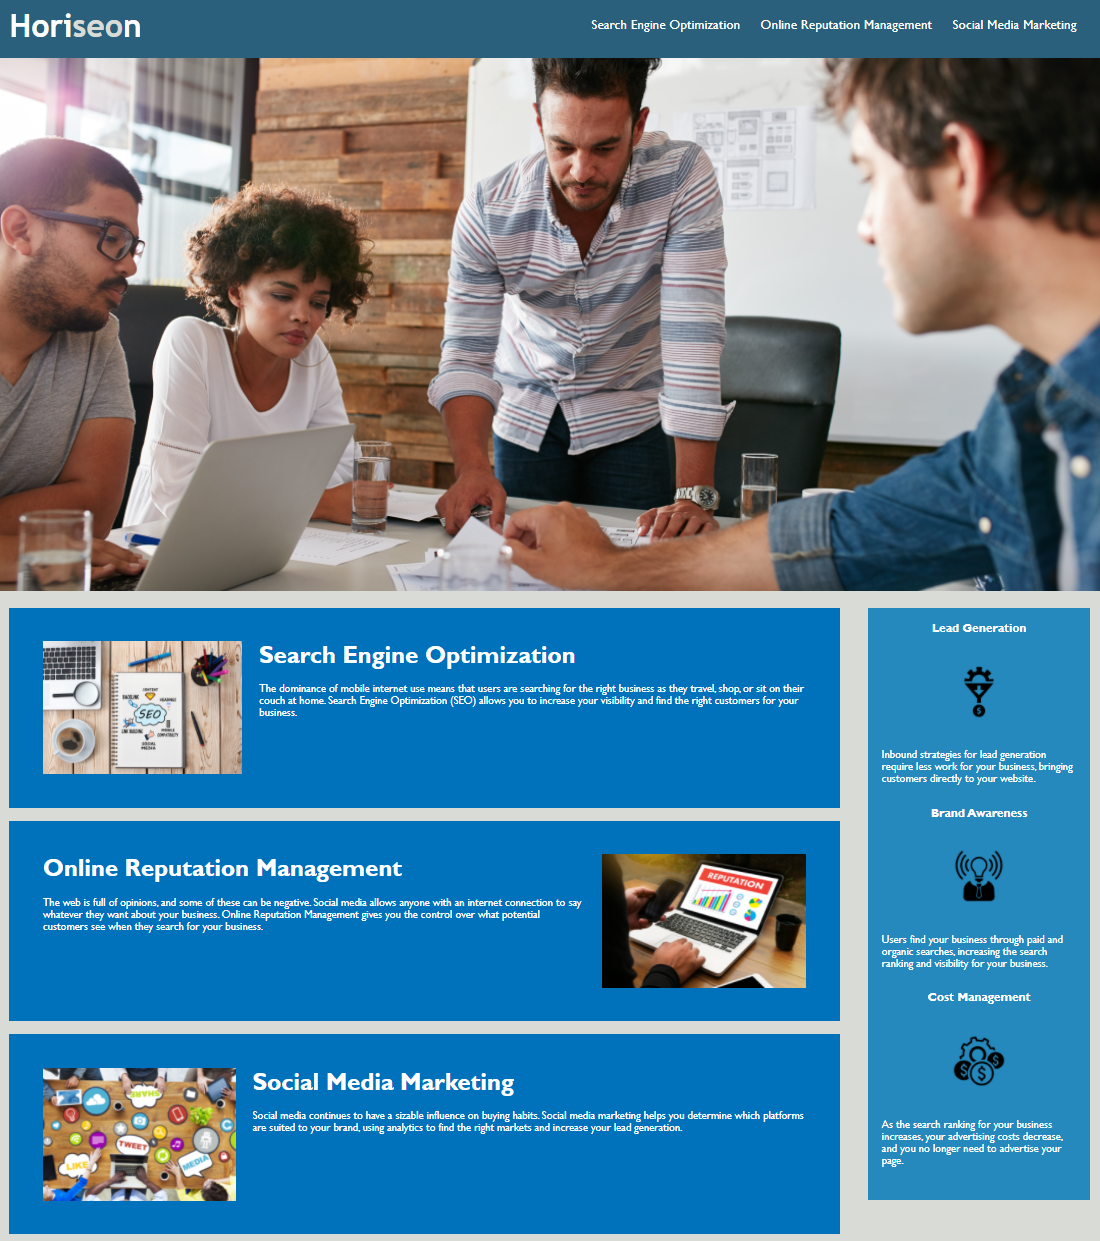 Horiseon
Search Engine Optimization
Online Reputation Management
Social Media Marketing
Search Engine Optimization
The dominance of mobile internet use means that users are searching for the right business as they travel, shop, or sit on their
couch at home. Search Engine Optimization (SEO) allows you to increase your visibility and find the right customers for your
business.
SEO
CONTENT
BACKLINK
KEYWORDS
LINK BUILDING
MOBILE
COMPATIBILITY
SOCIAL
MEDIA
Online Reputation Management
The web is full of opinions, and some of these can be negative. Social media allows anyone with an internet connection to say
whatever they want about your business. Online Reputation Management gives you the control over what potential
customers see when they search for your business.
REPUTATION
Social Media Marketing
Social media continues to have a sizable influence on buying habits. Social media marketing helps you determine which platforms
are suited to your brand, using analytics to find the right markets and increase your lead generation.
SHARE
TWEET
LIKE
MEDIA
Lead Generation
Inbound strategies for lead generation
require less work for your business, bringing
customers directly to your website.
Brand Awareness
Users find your business through paid and
organic searches, increasing the search
ranking and visibility for your business.
Cost Management
As the search ranking for your business
increases, your advertising costs decrease,
and you no longer need to advertise your
page.